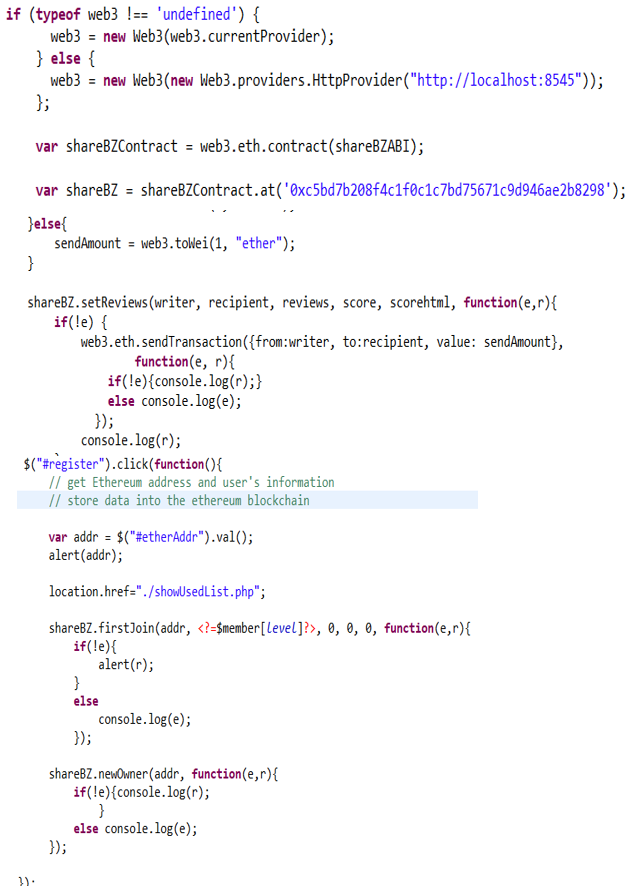 if (typeof web3 !== 'undefined') {
web3 = new Web3(web3.currentProvider);
} else {
web3 = new Web3(new Web3.providers.HttpProvider("http://localhost:8545"));
};
var shareBZContract = web3.eth.contract(shareBZABI);
var shareBZ = shareBZContract.at('0xc5bd7b208f4c1f0c1c7bd75671c9d946ae2b8298');
}else{
sendAmount = web3.toWei(1, "ether");
}
shareBZ.setReviews(writer, recipient, reviews, score, scorehtml, function(e,r){
if(!e) {
web3.eth.sendTransaction({from:writer, to:recipient, value: sendAmount},
function(e, r){
if(!e){console.log(r);}
else console.log(e);
});
console.log(r);
$("#register").click(function(){
// get Ethereum address and user's information
// store data into the ethereum blockchain
var addr = $("#etherAddr").val();
alert(addr);
location.href="./showUsedList.php";
shareBZ.firstJoin(addr, <?=$member[level]?>, 0, 0, 0, function(e,r){
if(!e){
alert(r);
}
else
console.log(e);
});
shareBZ.newOwner(addr, function(e,r){
if(!e){console.log(r);
}
else console.log(e);
});
});